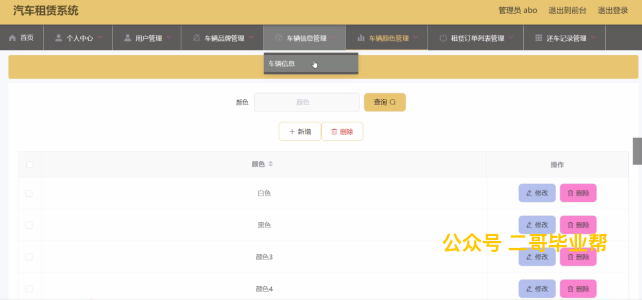 汽车租赁系统
管理员 abo 退出到前台 退出登录
首页 个人中心 用户管理 车辆品牌管理 车辆信息管理 车辆颜色管理 租赁订单列表管理 还车记录管理
车辆信息
颜色 颜色 查询
新增 删除
颜色 操作
白色 修改 删除
黑色 修改 删除
公众号 二哥毕业帮
颜色3 修改 删除
颜色4 修改 删除